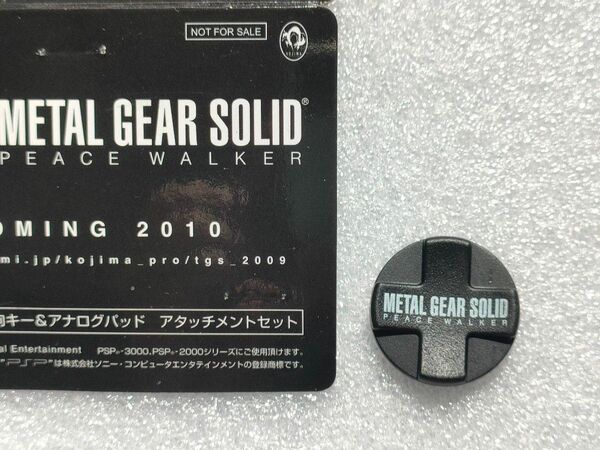 NOT FOR SALE
KOJIMA
METAL GEAR SOLID®
PEACE WALKER
OMING 2010
mi.jp/kojima_pro/tgs_2009
キー&アナログパッド アタッチメントセット
al Entertainment PSP®-3000,PSP®-2000シリーズにご使用頂けます。
"PSP"は株式会社ソニー・コンピュータエンタテインメントの登録商標です。
METAL GEAR SOLID
PEACE WALKER